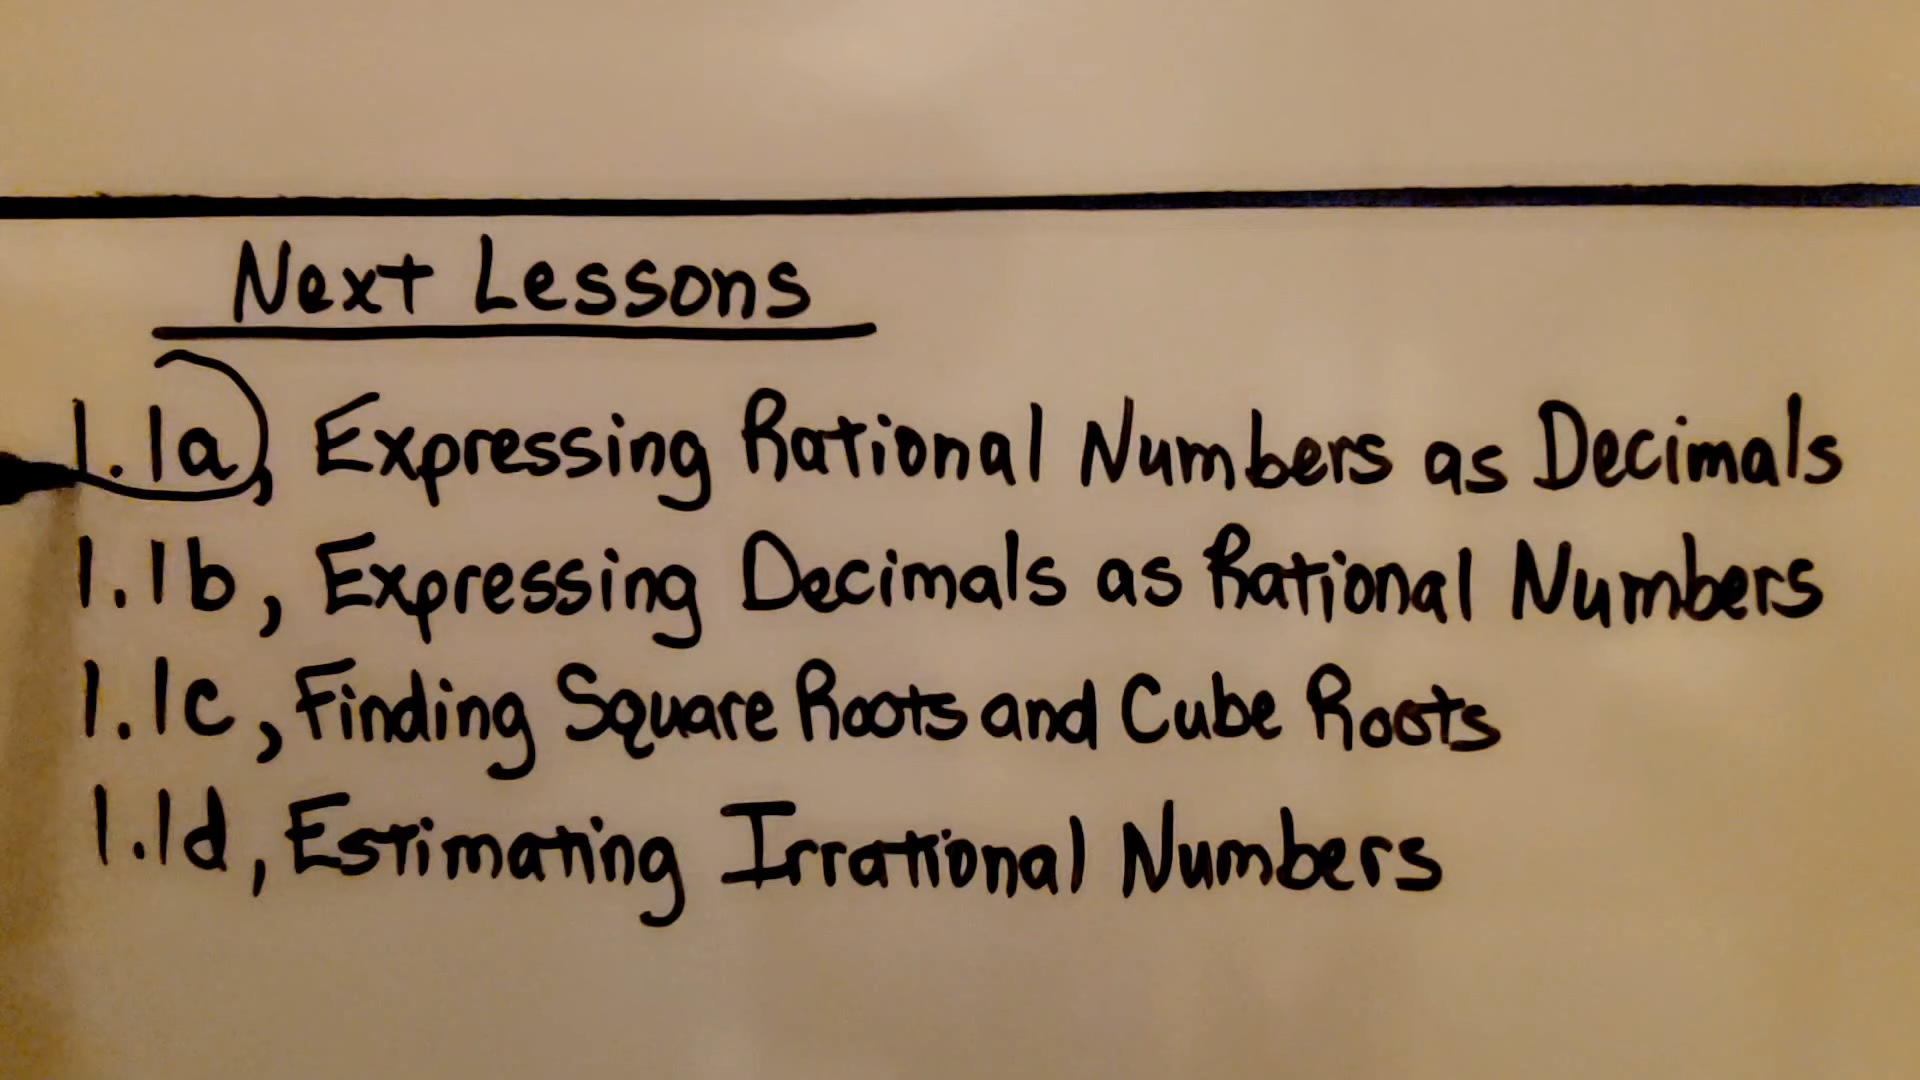 Next Lessons
1.1a, Expressing Rational Numbers as Decimals
1.1b, Expressing Decimals as Rational Numbers
1.1c, Finding Square Roots and Cube Roots
1.1d, Estimating Irrational Numbers